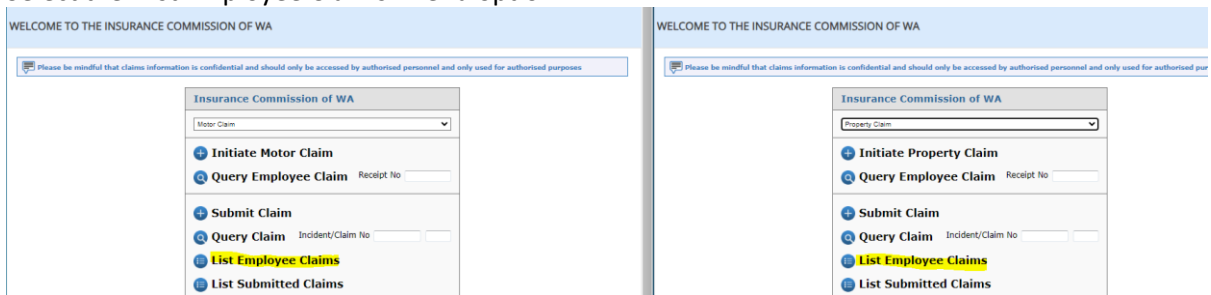 WELCOME TO THE INSURANCE COMMISSION OF WA
Please be mindful that claims information is confidential and should only be accessed by authorised personnel and only used for authorised purposes
Insurance Commission of WA
Motor Claim
Initiate Motor Claim
Query Employee Claim Receipt No
Submit Claim
Query Claim Incident/Claim No
List Employee Claims
List Submitted Claims
WELCOME TO THE INSURANCE COMMISSION OF WA
Please be mindful that claims information is confidential and should only be accessed by authorised personnel and only used for authorised pur
Insurance Commission of WA
Property Claim
Initiate Property Claim
Query Employee Claim Receipt No
Submit Claim
Query Claim Incident/Claim No
List Employee Claims
List Submitted Claims